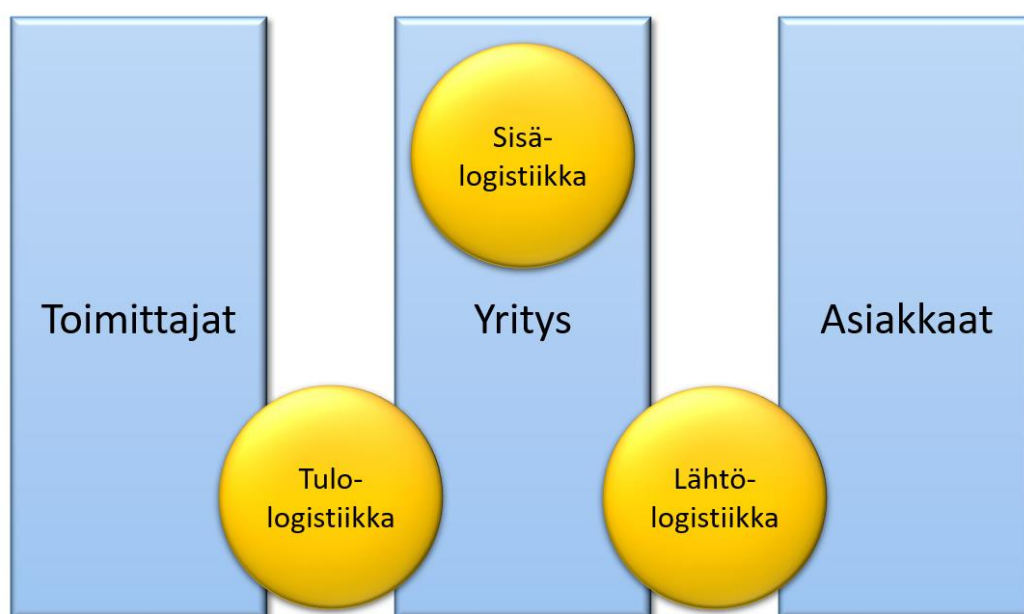 Sisä-
logistiikka
Toimittajat
Yritys
Asiakkaat
Tulo-
logistiikka
Lähtö-
logistiikka